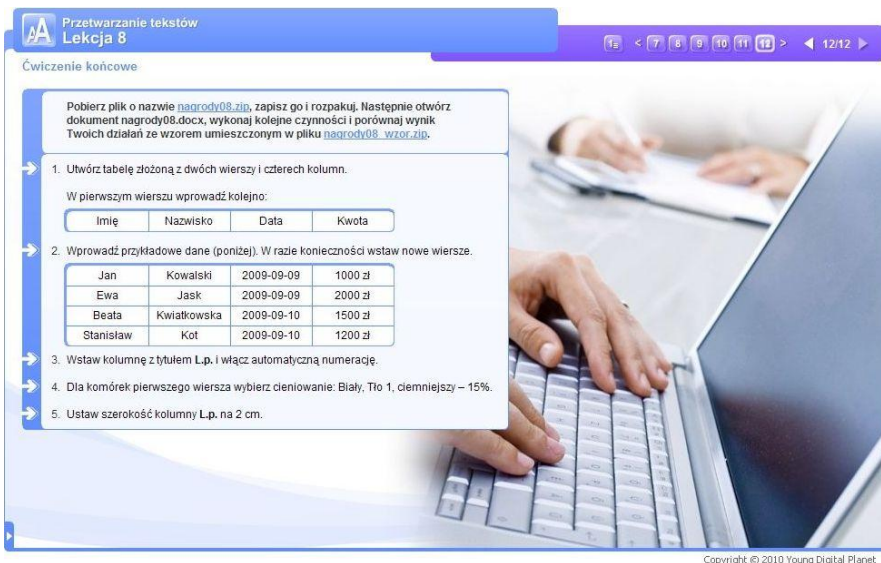 Przetwarzanie tekstów
Lekcja 8
1 < 7 8 9 10 11 12 > 12/12
Ćwiczenie końcowe
Pobierz plik o nazwie nagrody08.zip, zapisz go i rozpakuj. Następnie otwórz
dokument nagrody08.docx, wykonaj kolejne czynności i porównaj wynik
Twoich działań ze wzorem umieszczonym w pliku nagrody08_wzor.zip.
1. Utwórz tabelę złożoną z dwóch wierszy i czterech kolumn.
W pierwszym wierszu wprowadź kolejno:
Imię Nazwisko Data Kwota
2. Wprowadź przykładowe dane (poniżej). W razie konieczności wstaw nowe wiersze.
Jan Kowalski 2009-09-09 1000 zł
Ewa Jask 2009-09-09 2000 zł
Beata Kwiatkowska 2009-09-10 1500 zł
Stanisław Kot 2009-09-10 1200 zł
3. Wstaw kolumnę z tytułem L.p. i włącz automatyczną numerację.
4. Dla komórek pierwszego wiersza wybierz cieniowanie: Biały, Tło 1, ciemniejszy – 15%.
5. Ustaw szerokość kolumny L.p. na 2 cm.
Copyright © 2010 Young Digital Planet